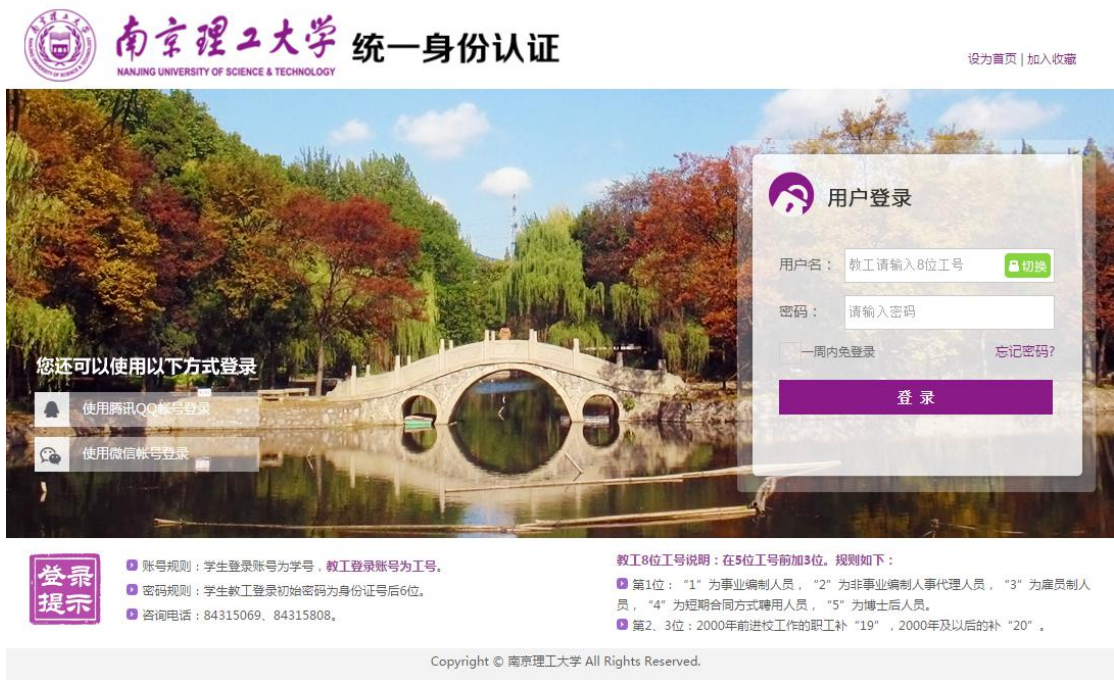 南京理工大学 统一身份认证
NANJING UNIVERSITY OF SCIENCE & TECHNOLOGY
设为首页 | 加入收藏
用户登录
用户名： 教工请输入8位工号 切换
密码： 请输入密码
一周内免登录 忘记密码?
登 录
您还可以使用以下方式登录
使用腾讯QQ帐号登录
使用微信帐号登录
登录
提示
账号规则：学生登录账号为学号，教工登录账号为工号。
密码规则：学生教工登录初始密码为身份证号后6位。
咨询电话：84315069、84315808。
教工8位工号说明：在5位工号前加3位。规则如下：
第1位：“1”为事业编制人员，“2”为非事业编制人事代理人员，“3”为雇员制人
员，“4”为短期合同方式聘用人员，“5”为博士后人员。
第2、3位：2000年前进校工作的职工补“19”，2000年及以后的补“20”。
Copyright © 南京理工大学 All Rights Reserved.